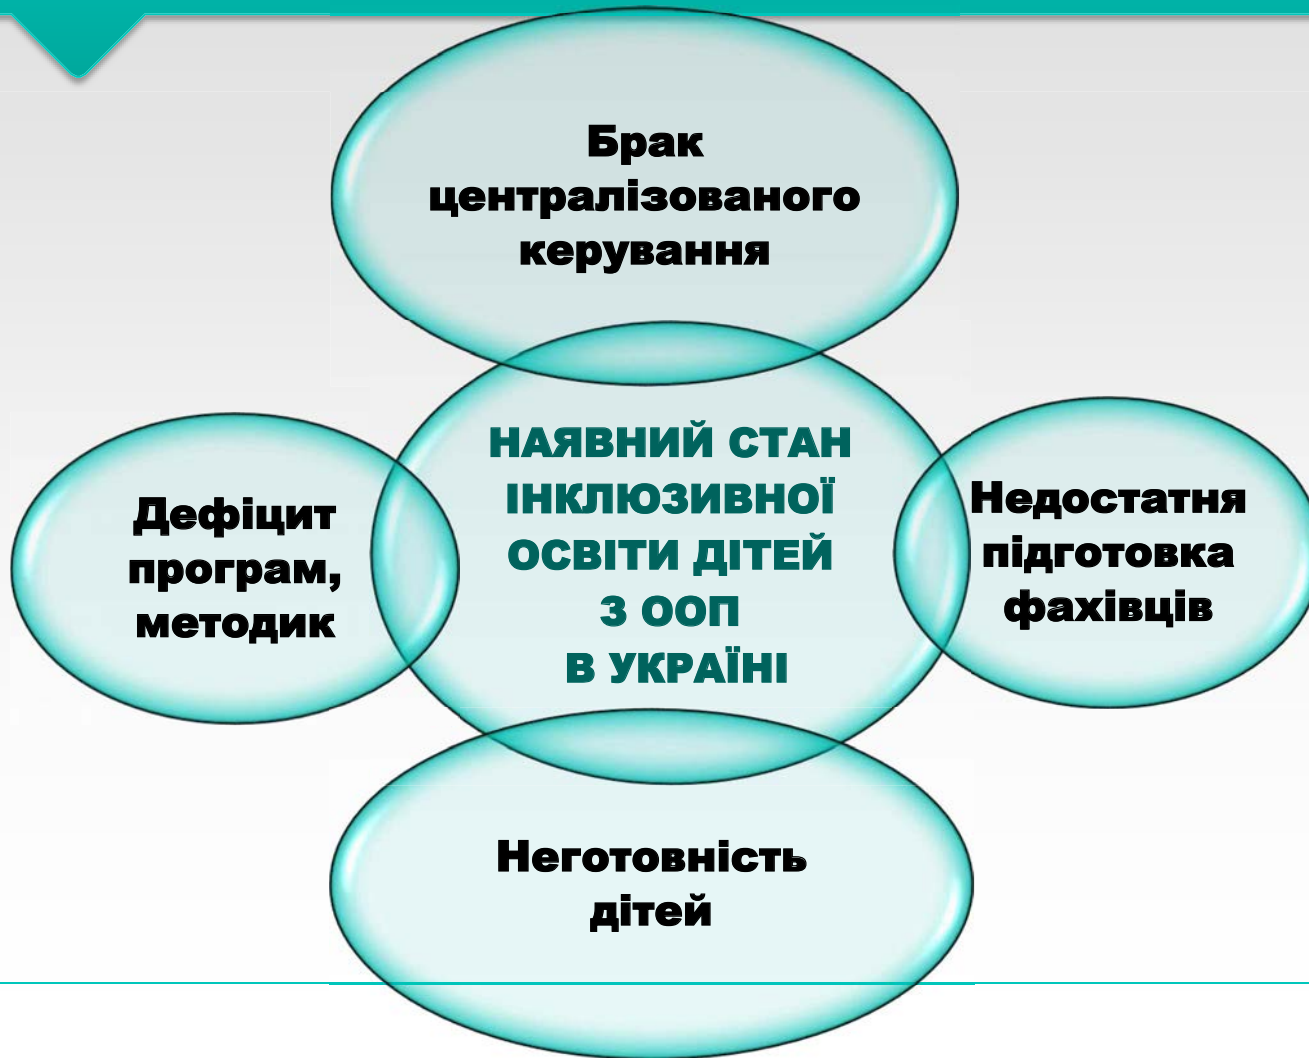 Брак
централізованого
керування
НАЯВНИЙ СТАН
ІНКЛЮЗИВНОЇ
ОСВІТИ ДІТЕЙ
З ООП
В УКРАЇНІ
Дефіцит
програм,
методик
Недостатня
підготовка
фахівців
Неготовність
дітей